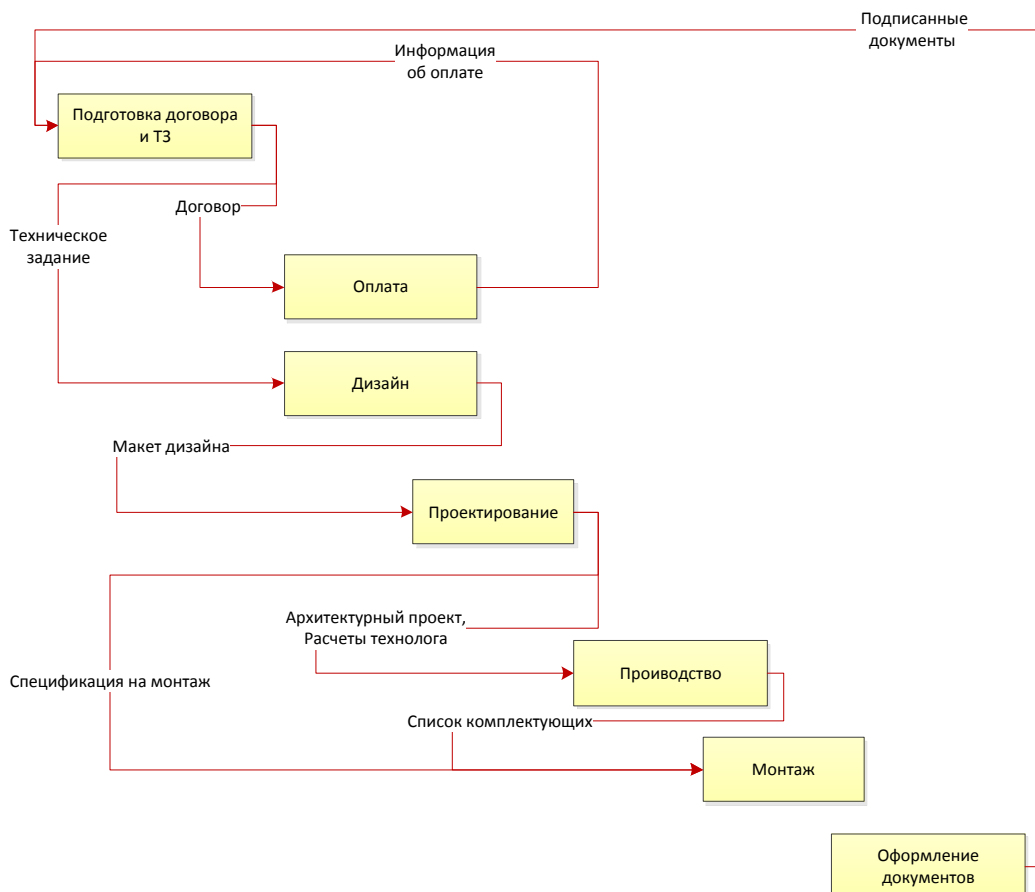 Подписанные
документы
Информация
об оплате
Подготовка договора
и ТЗ
Договор
Техническое
задание
Оплата
Дизайн
Макет дизайна
Проектирование
Архитектурный проект,
Расчеты технолога
Проиводство
Спецификация на монтаж
Список комплектующих
Монтаж
Оформление
документов